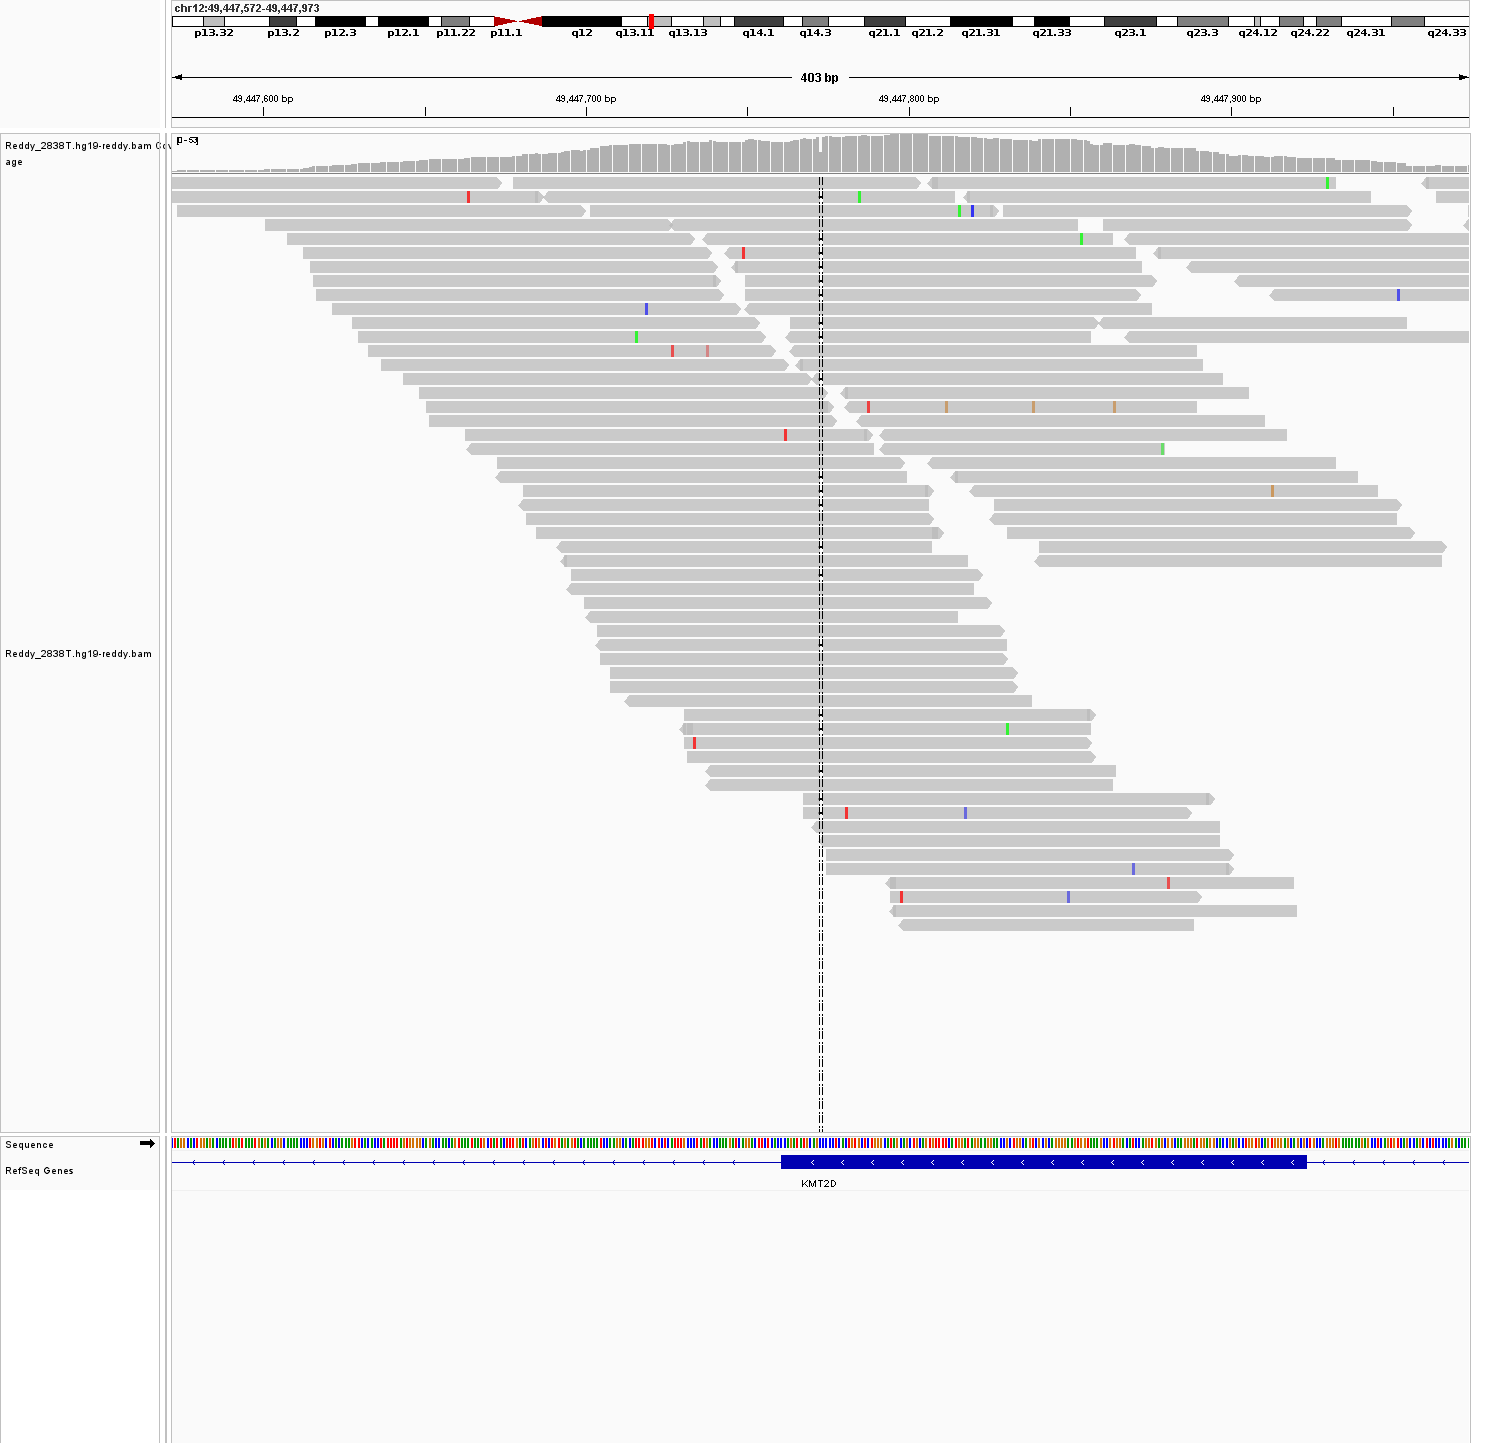 chr12:49,447,572-49,447,973
p13.32 p13.2 p12.3 p12.1 p11.22 p11.1 q12 q13.11 q13.13 q14.1 q14.3 q21.1 q21.2 q21.31 q21.33 q23.1 q23.3 q24.12 q24.22 q24.31 q24.33
403 bp
49,447,600 bp 49,447,700 bp 49,447,800 bp 49,447,900 bp
Reddy_2838T.hg19-reddy.bam Cov
age
Reddy_2838T.hg19-reddy.bam
Sequence
RefSeq Genes
KMT2D